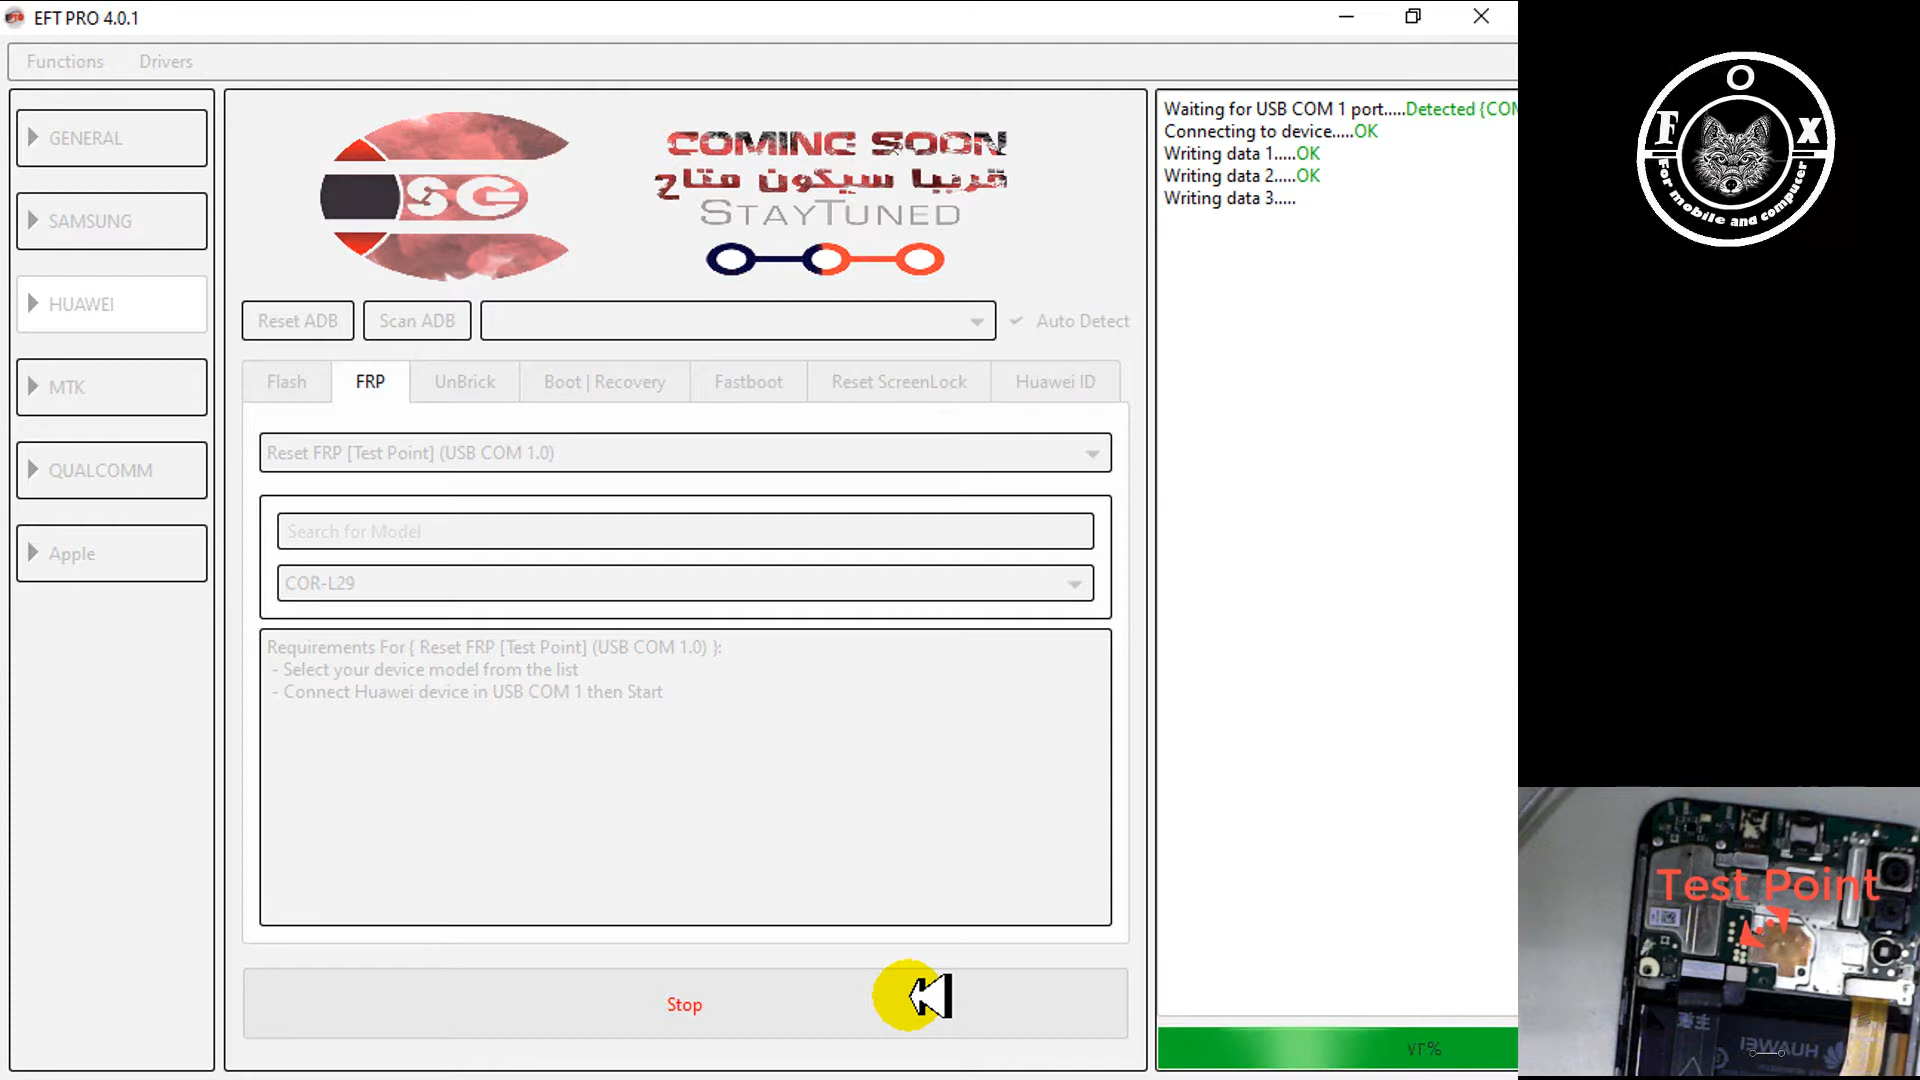 EFT PRO 4.0.1
Functions Drivers
GENERAL
SAMSUNG
HUAWEI
MTK
QUALCOMM
Apple
SG
COMING SOON
قريبا سيكون متاح
STAYTUNED
Reset ADB Scan ADB Auto Detect
Flash FRP UnBrick Boot | Recovery Fastboot Reset ScreenLock Huawei ID
Reset FRP [Test Point] (USB COM 1.0)
Search for Model
COR-L29
Requirements For { Reset FRP [Test Point] (USB COM 1.0) }:
- Select your device model from the list
- Connect Huawei device in USB COM 1 then Start
Stop
Waiting for USB COM 1 port.....Detected {COM
Connecting to device.....OK
Writing data 1.....OK
Writing data 2.....OK
Writing data 3.....
٧٣%
FOX
For mobile and computer
Test Point
HUAWEI